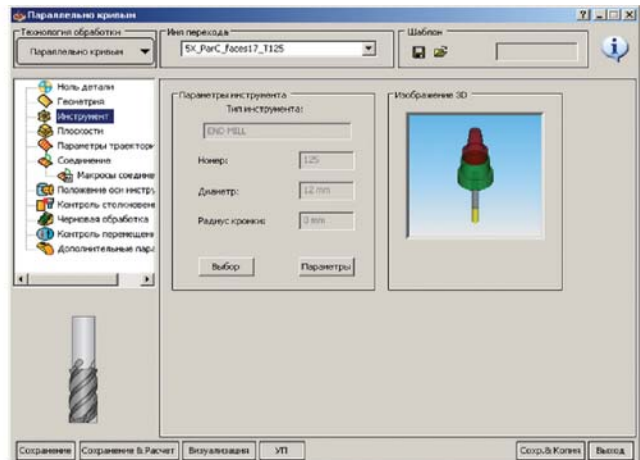 Параллельно кривым
Технология обработки
Параллельно кривым
Имя перехода
5X_ParC_faces17_T125
Шаблон
Ноль детали
Геометрия
Инструмент
Плоскости
Параметры траектори
Соединение
Макросы соедине
Положение оси инстру
Контроль столкновен
Черновая обработка
Контроль перемещени
Дополнительные пара
Параметры инструмента
Тип инструмента:
END MILL
Номер:
125
Диаметр:
12 mm
Радиус кромки:
0 mm
Выбор
Параметры
Изображение 3D
Сохранение
Сохранение & Расчет
Визуализация
УП
Сохр.& Копия
Выход